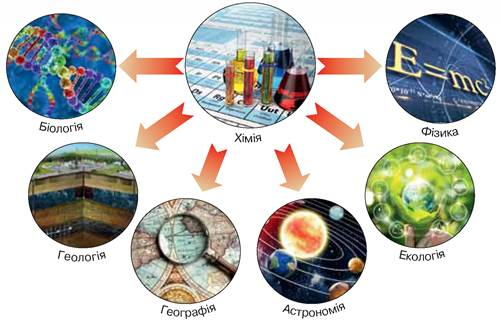 Біологія
Хімія
Фізика
E=mc²
Геологія
Екологія
Географія
Астрономія